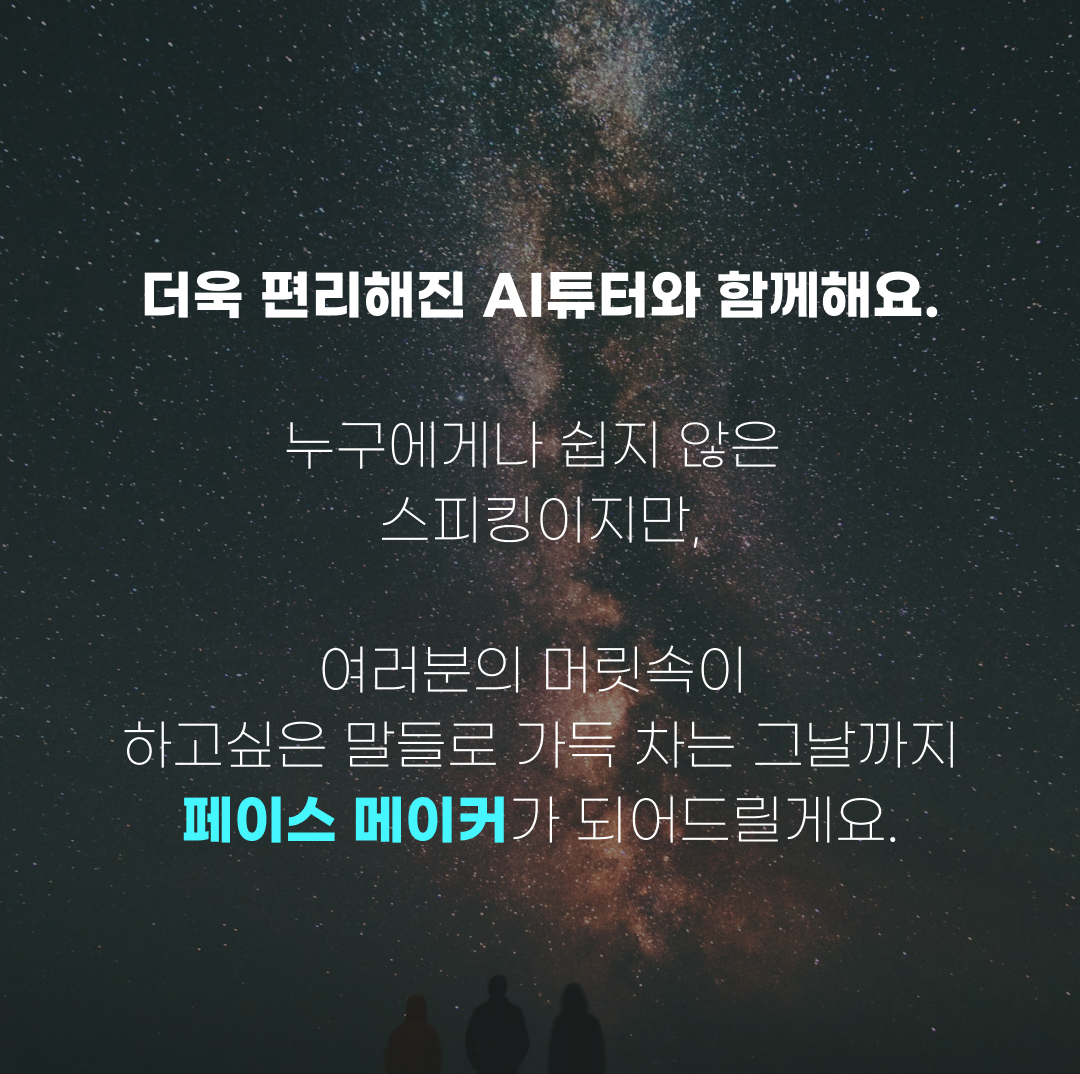 더욱 편리해진 AI튜터와 함께해요.
누구에게나 쉽지 않은
스피킹이지만,
여러분의 머릿속이
하고싶은 말들로 가득 차는 그날까지
페이스 메이커가 되어드릴게요.